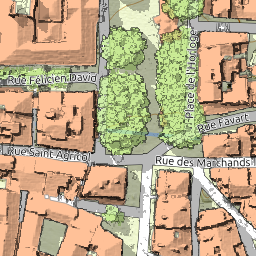 Place de l'Horloge
Rue Félicien David
Rue Favart
Rue Saint-Agricol
Rue des Marchands